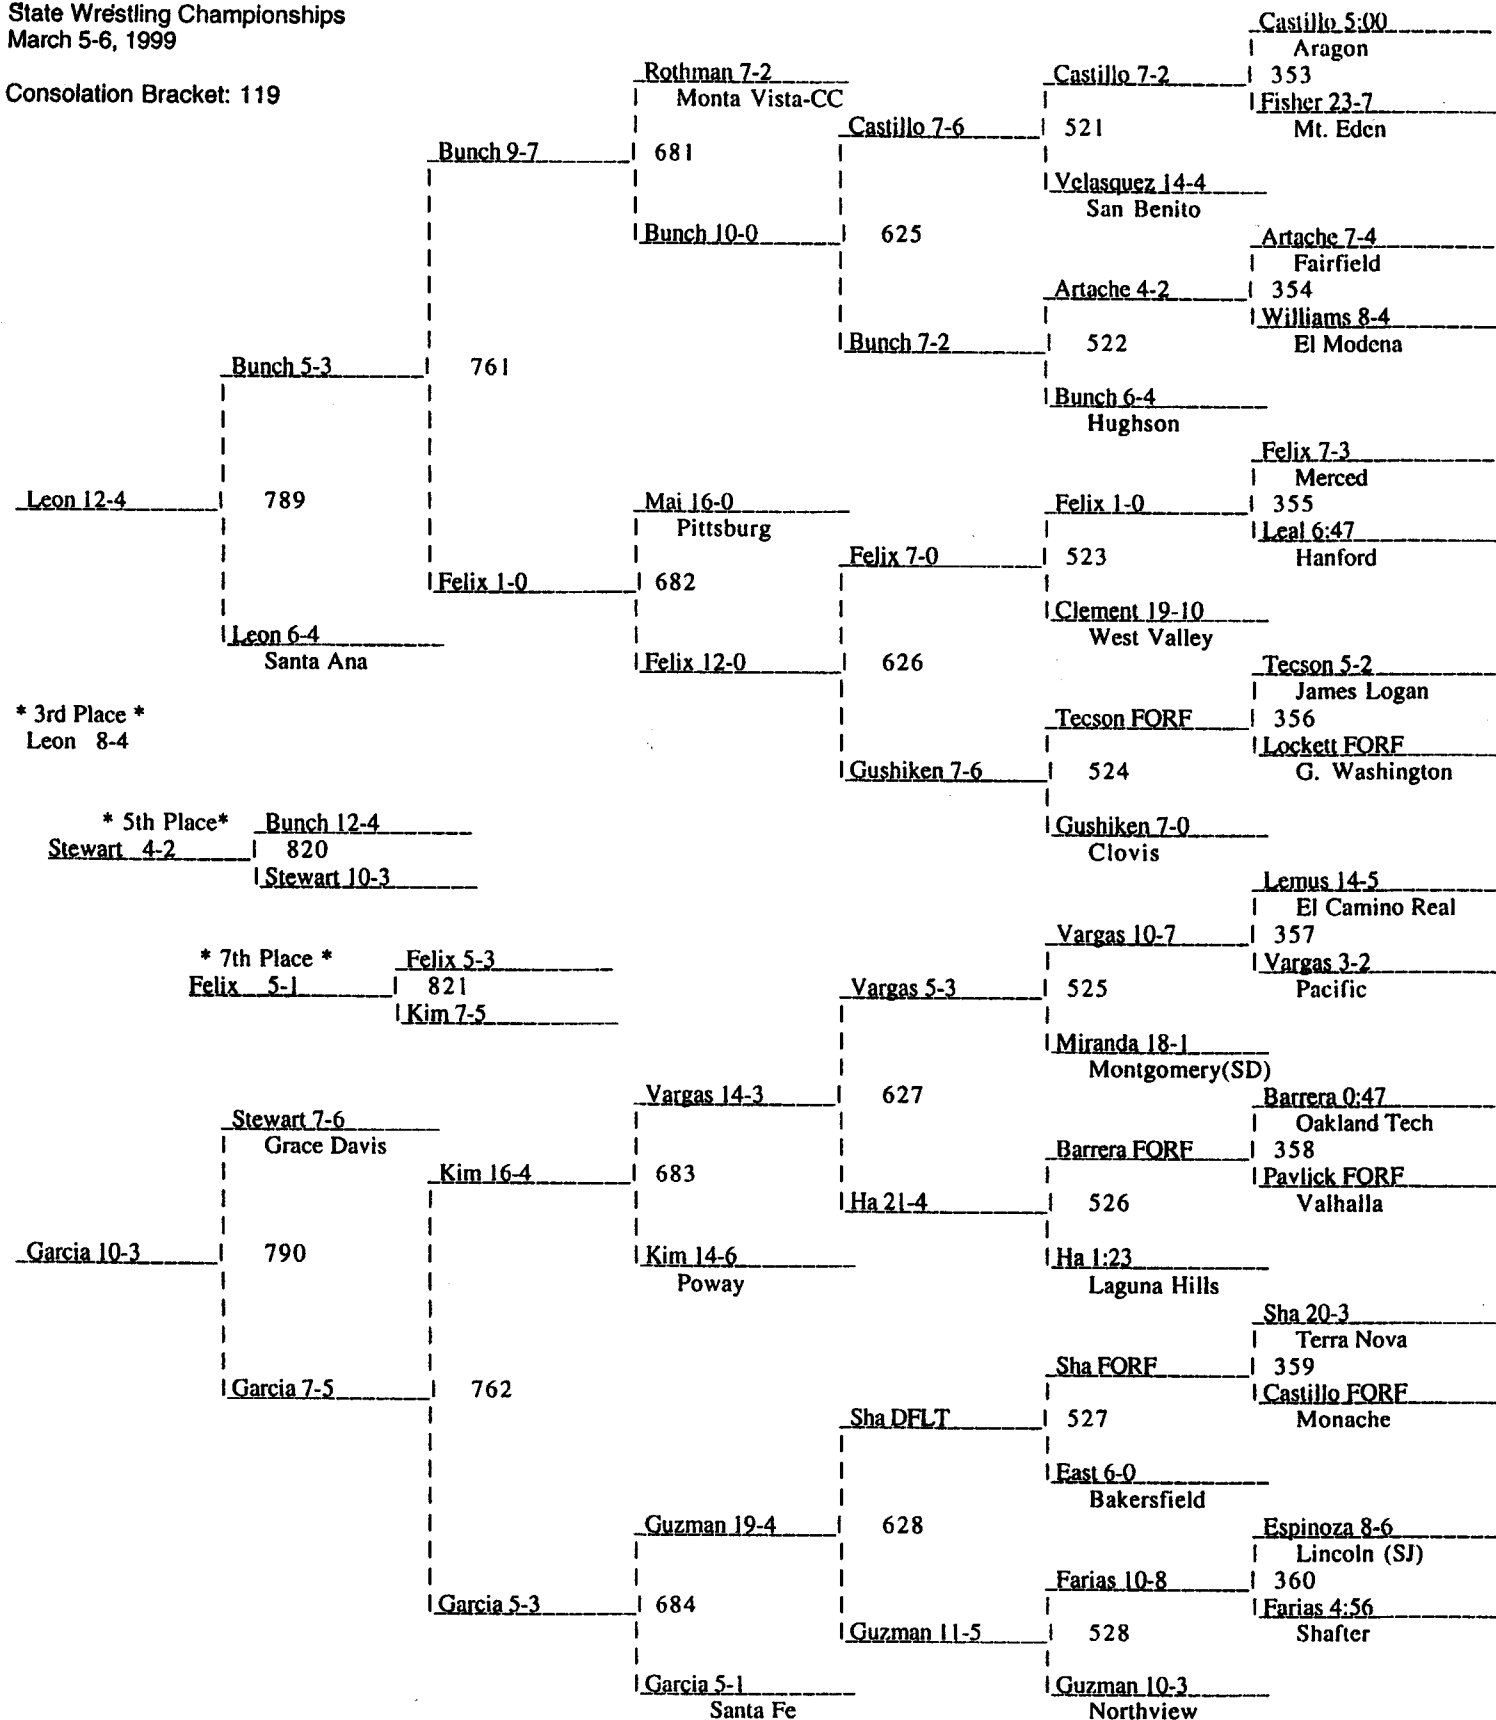 State Wrestling Championships
March 5-6, 1999
Consolation Bracket: 119
Castillo 5:00
Aragon
353
Fisher 23-7
Mt. Eden
Castillo 7-2
521
Velasquez 14-4
San Benito
Artache 7-4
Fairfield
354
Williams 8-4
El Modena
Artache 4-2
522
Bunch 6-4
Hughson
Felix 7-3
Merced
355
Leal 6:47
Hanford
Felix 1-0
523
Clement 19-10
West Valley
Tecson 5-2
James Logan
356
Lockett FORF
G. Washington
Tecson FORF
524
Gushiken 7-0
Clovis
Lemus 14-5
El Camino Real
357
Vargas 3-2
Pacific
Vargas 10-7
525
Miranda 18-1
Montgomery(SD)
Barrera 0:47
Oakland Tech
358
Pavlick FORF
Valhalla
Barrera FORF
526
Ha 1:23
Laguna Hills
Sha 20-3
Terra Nova
359
Castillo FORF
Monache
Sha FORF
527
East 6-0
Bakersfield
Espinoza 8-6
Lincoln (SJ)
360
Farias 4:56
Shafter
Farias 10-8
528
Guzman 10-3
Northview
Castillo 7-6
625
Bunch 7-2
Felix 7-0
626
Gushiken 7-6
Vargas 5-3
627
Ha 21-4
Sha DFLT
628
Guzman 11-5
Rothman 7-2
Monta Vista-CC
681
Bunch 10-0
Mai 16-0
Pittsburg
682
Felix 12-0
Vargas 14-3
683
Kim 14-6
Poway
Guzman 19-4
684
Garcia 5-1
Santa Fe
Bunch 9-7
761
Felix 1-0
Kim 16-4
762
Garcia 5-3
Bunch 5-3
789
Leon 6-4
Santa Ana
Stewart 7-6
Grace Davis
790
Garcia 7-5
Leon 12-4
Garcia 10-3
* 3rd Place *
Leon 8-4
* 5th Place*
Stewart 4-2
Bunch 12-4
820
Stewart 10-3
* 7th Place *
Felix 5-1
Felix 5-3
821
Kim 7-5